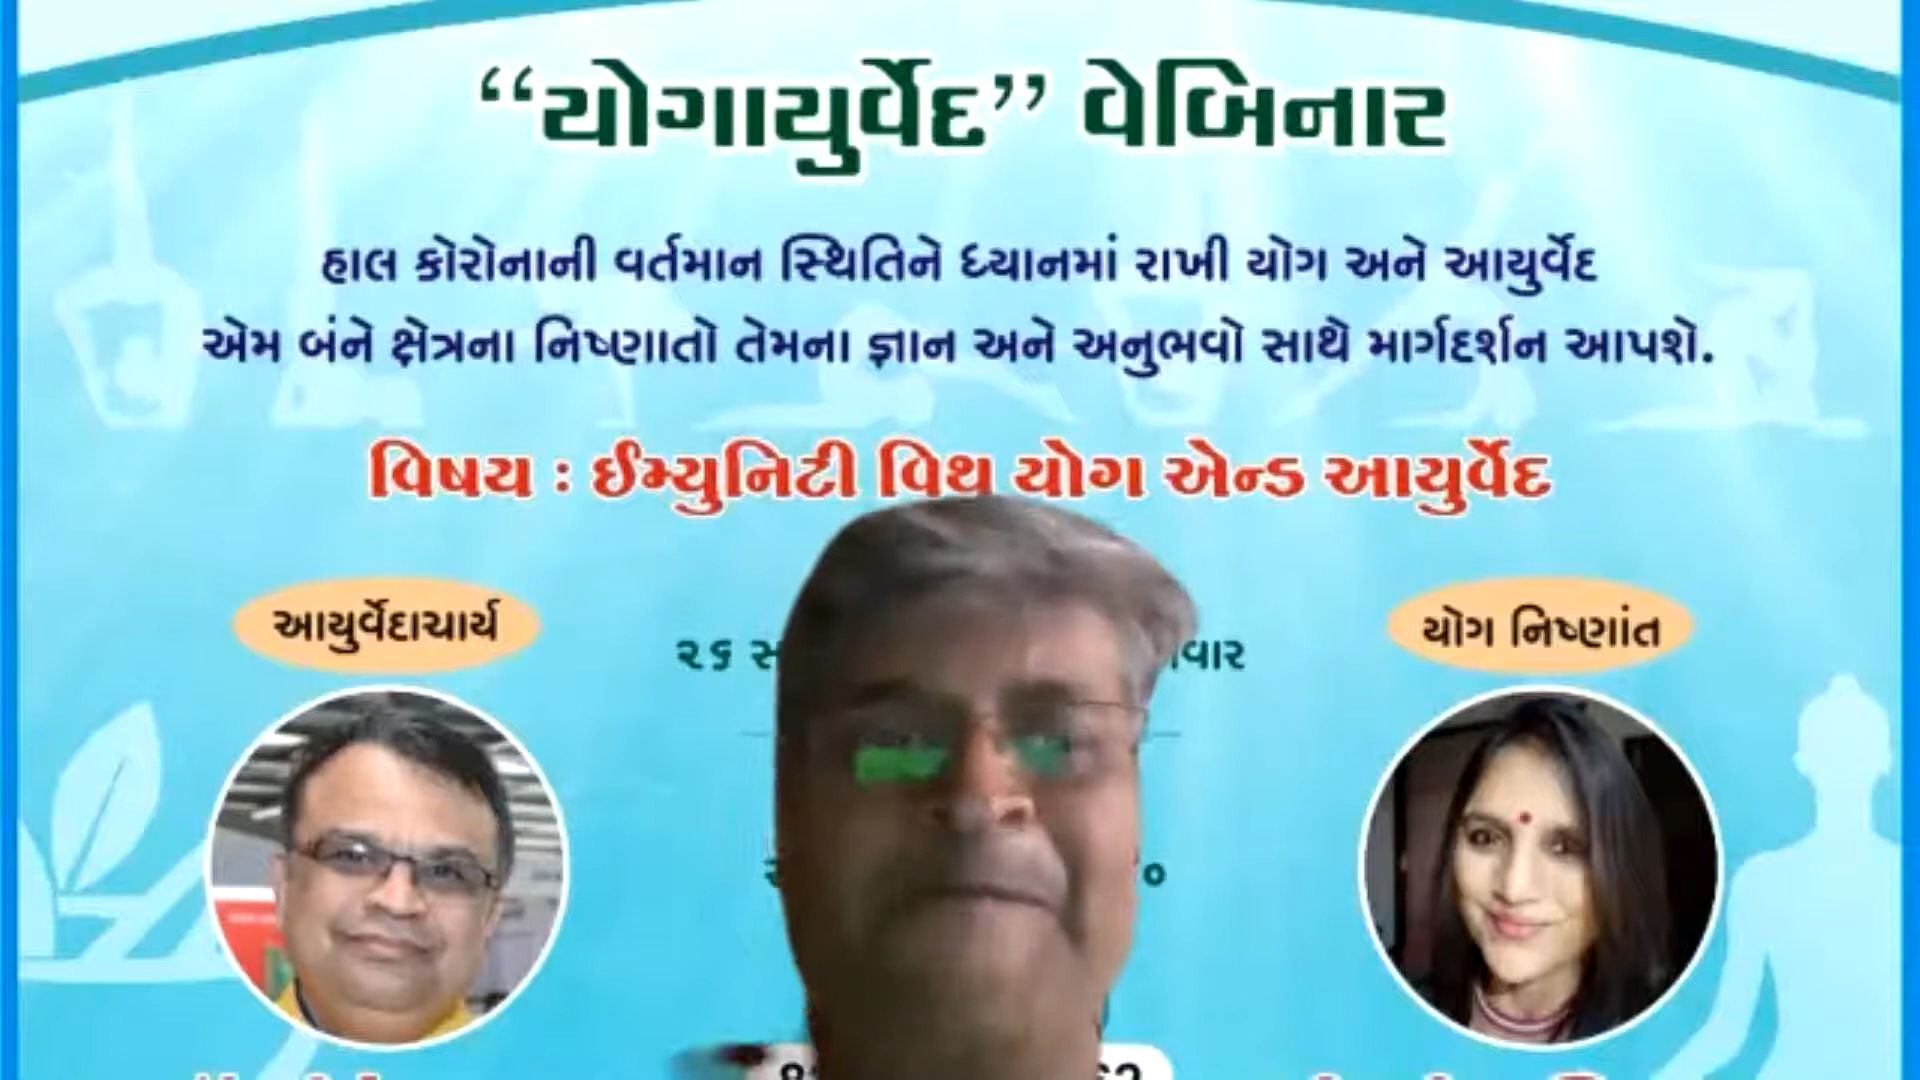 “યોગાયુર્વેદ” વેબિનાર
હાલ કોરોનાની વર્તમાન સ્થિતિને ધ્યાનમાં રાખી યોગ અને આયુર્વેદ
એમ બંને ક્ષેત્રના નિષ્ણાતો તેમના જ્ઞાન અને અનુભવો સાથે માર્ગદર્શન આપશે.
વિષય : ઈમ્યુનિટી વિથ યોગ એન્ડ આયુર્વેદ
આયુર્વેદાચાર્ય
યોગ નિષ્ણાંત
૨૬